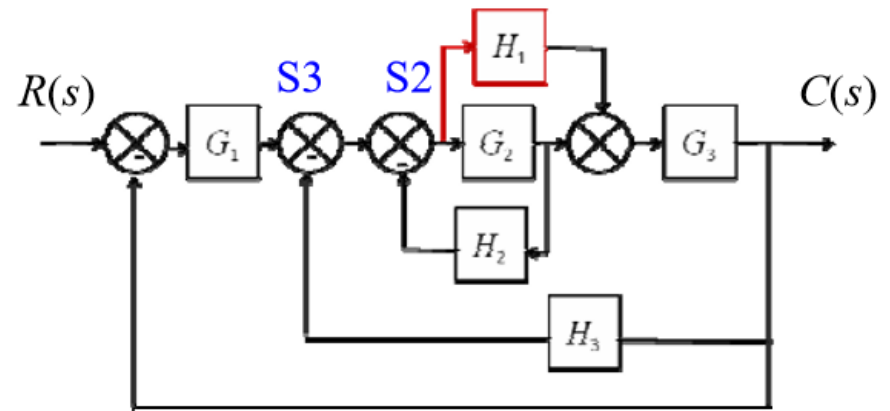 H₁
S3 S2
R(s) C(s)
G₁ G₂ G₃
- - -
H₂
H₃